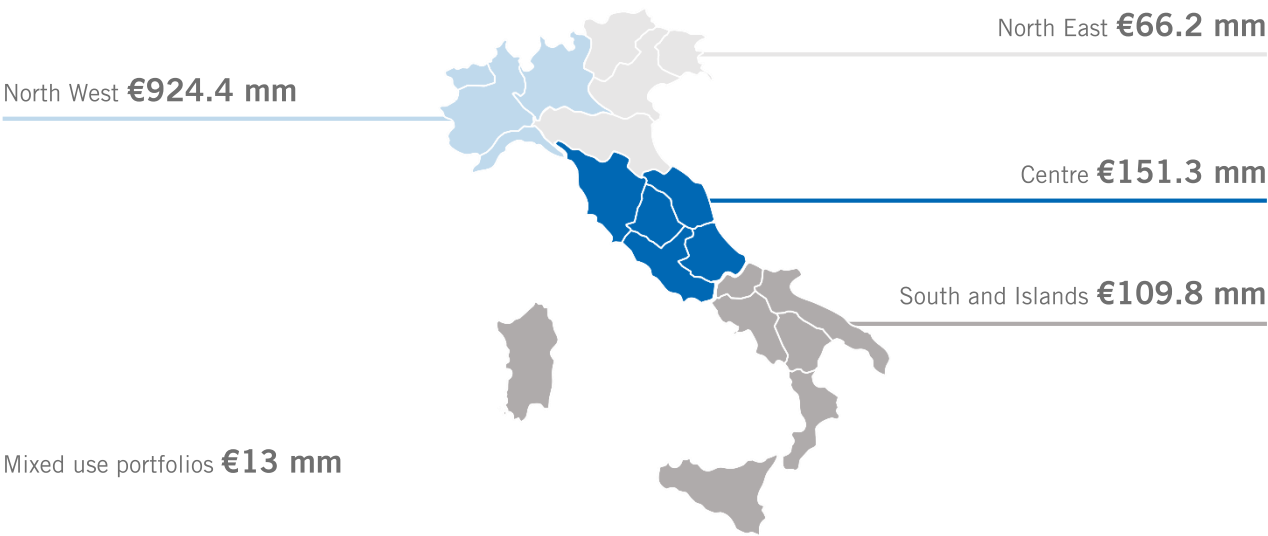 North East €66.2 mm
North West €924.4 mm
Centre €151.3 mm
South and Islands €109.8 mm
Mixed use portfolios €13 mm